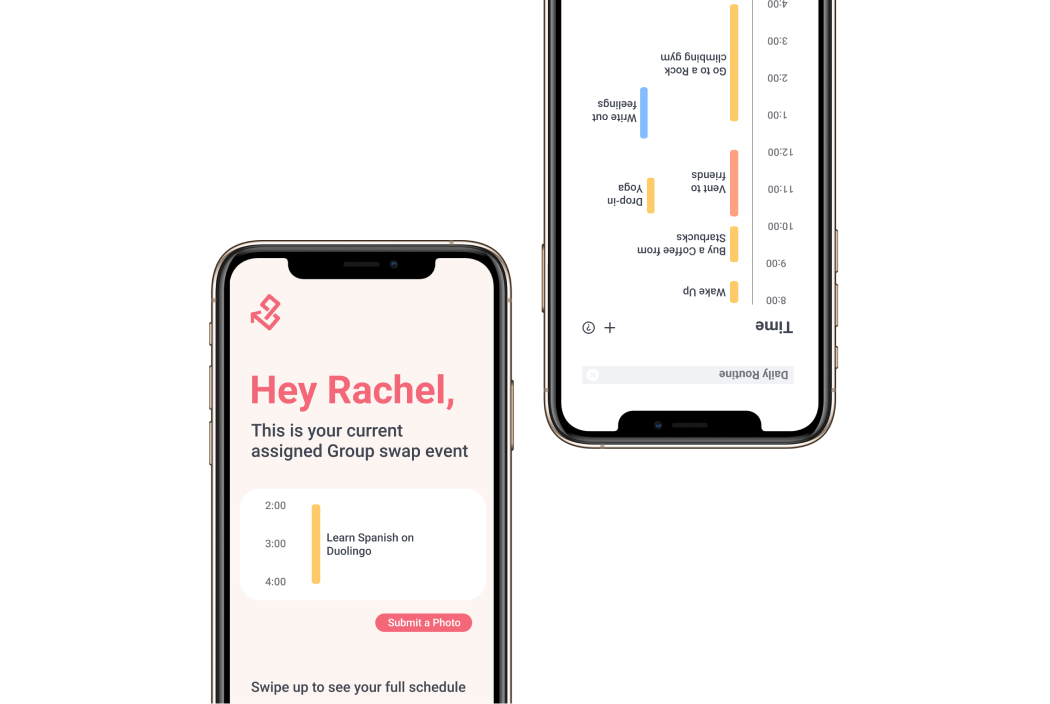 Hey Rachel,
This is your current
assigned Group swap event
2:00
3:00
4:00
Learn Spanish on
Duolingo
Submit a Photo
Swipe up to see your full schedule
Daily Routine
Time
8:00
9:00
10:00
11:00
12:00
1:00
2:00
3:00
4:00
Wake Up
Buy a Coffee from
Starbucks
Vent to
friends
Drop-in
Yoga
Write out
feelings
Go to a Rock
climbing gym